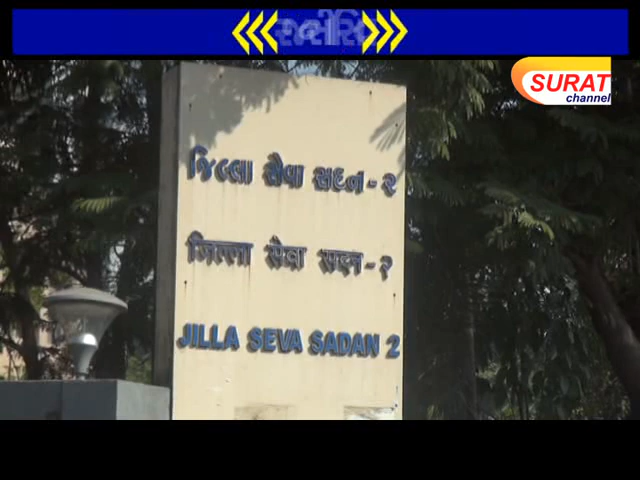 SURAT
channel
જિલ્લા સેવા સદન - ૨
जिल्ला सेवा सदन - २
JILLA SEVA SADAN 2